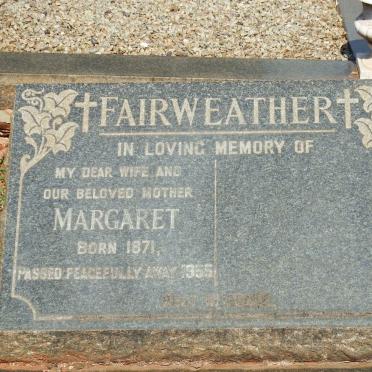 FAIRWEATHER
IN LOVING MEMORY OF
MY DEAR WIFE AND
OUR BELOVED MOTHER
MARGARET
BORN 1871,
PASSED PEACEFULLY AWAY 1955